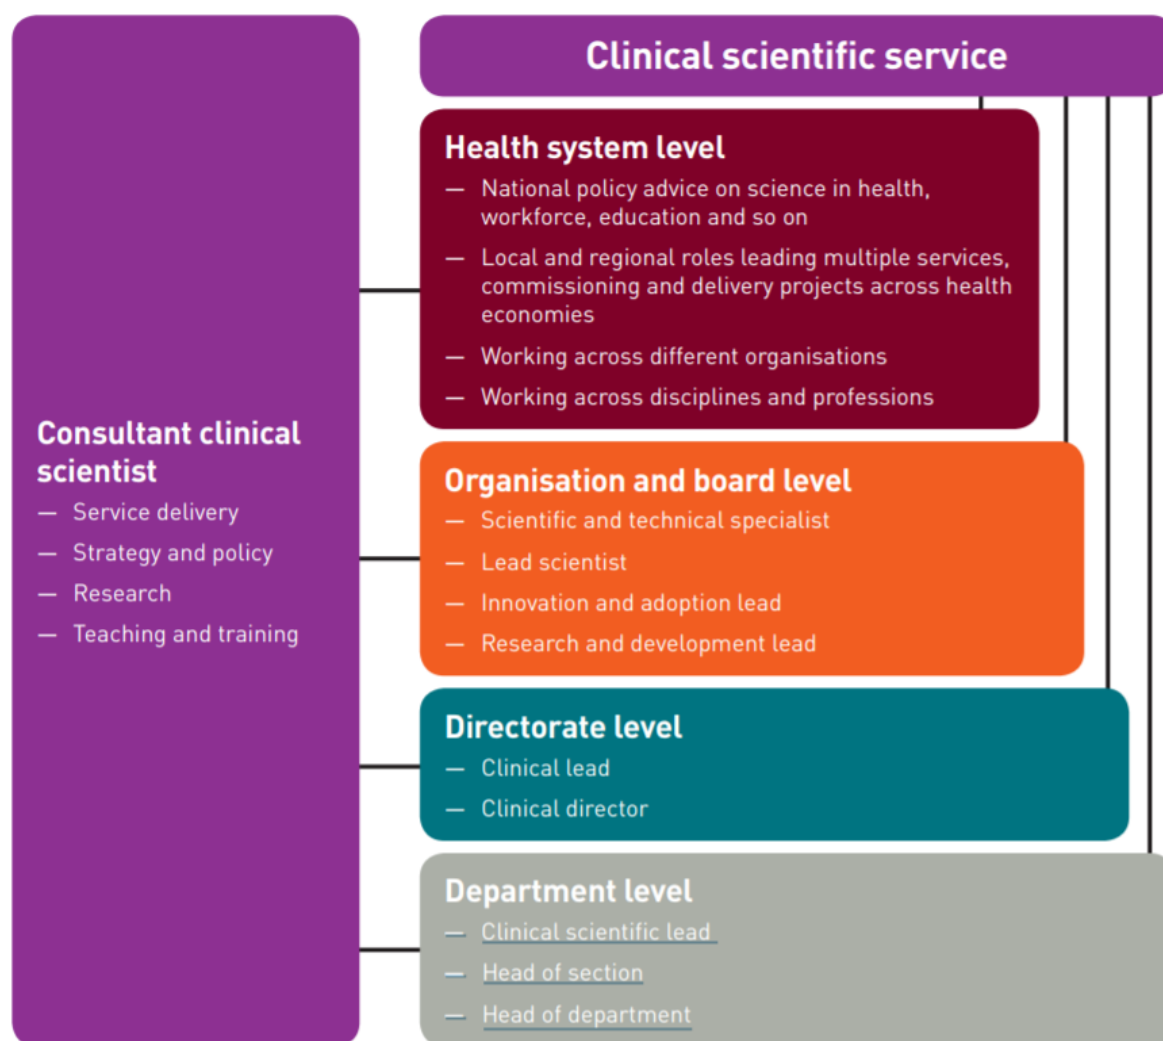 Consultant clinical
scientist
— Service delivery
— Strategy and policy
— Research
— Teaching and training
Clinical scientific service
Health system level
— National policy advice on science in health,
workforce, education and so on
— Local and regional roles leading multiple services,
commissioning and delivery projects across health
economies
— Working across different organisations
— Working across disciplines and professions
Organisation and board level
— Scientific and technical specialist
— Lead scientist
— Innovation and adoption lead
— Research and development lead
Directorate level
— Clinical lead
— Clinical director
Department level
— Clinical scientific lead
— Head of section
— Head of department